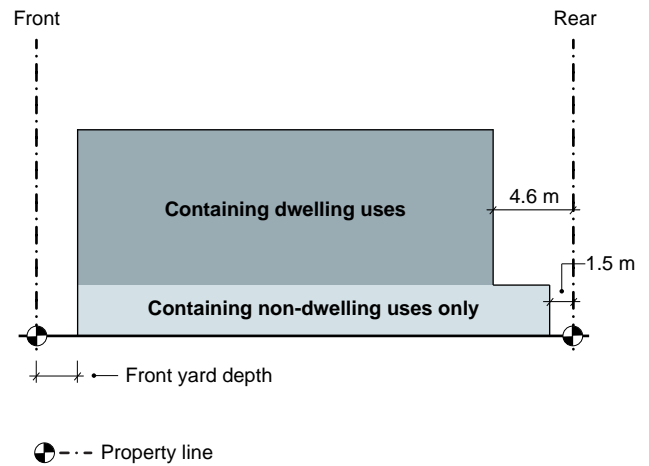 Front
Rear
Containing dwelling uses
4.6 m
1.5 m
Containing non-dwelling uses only
Front yard depth
Property line